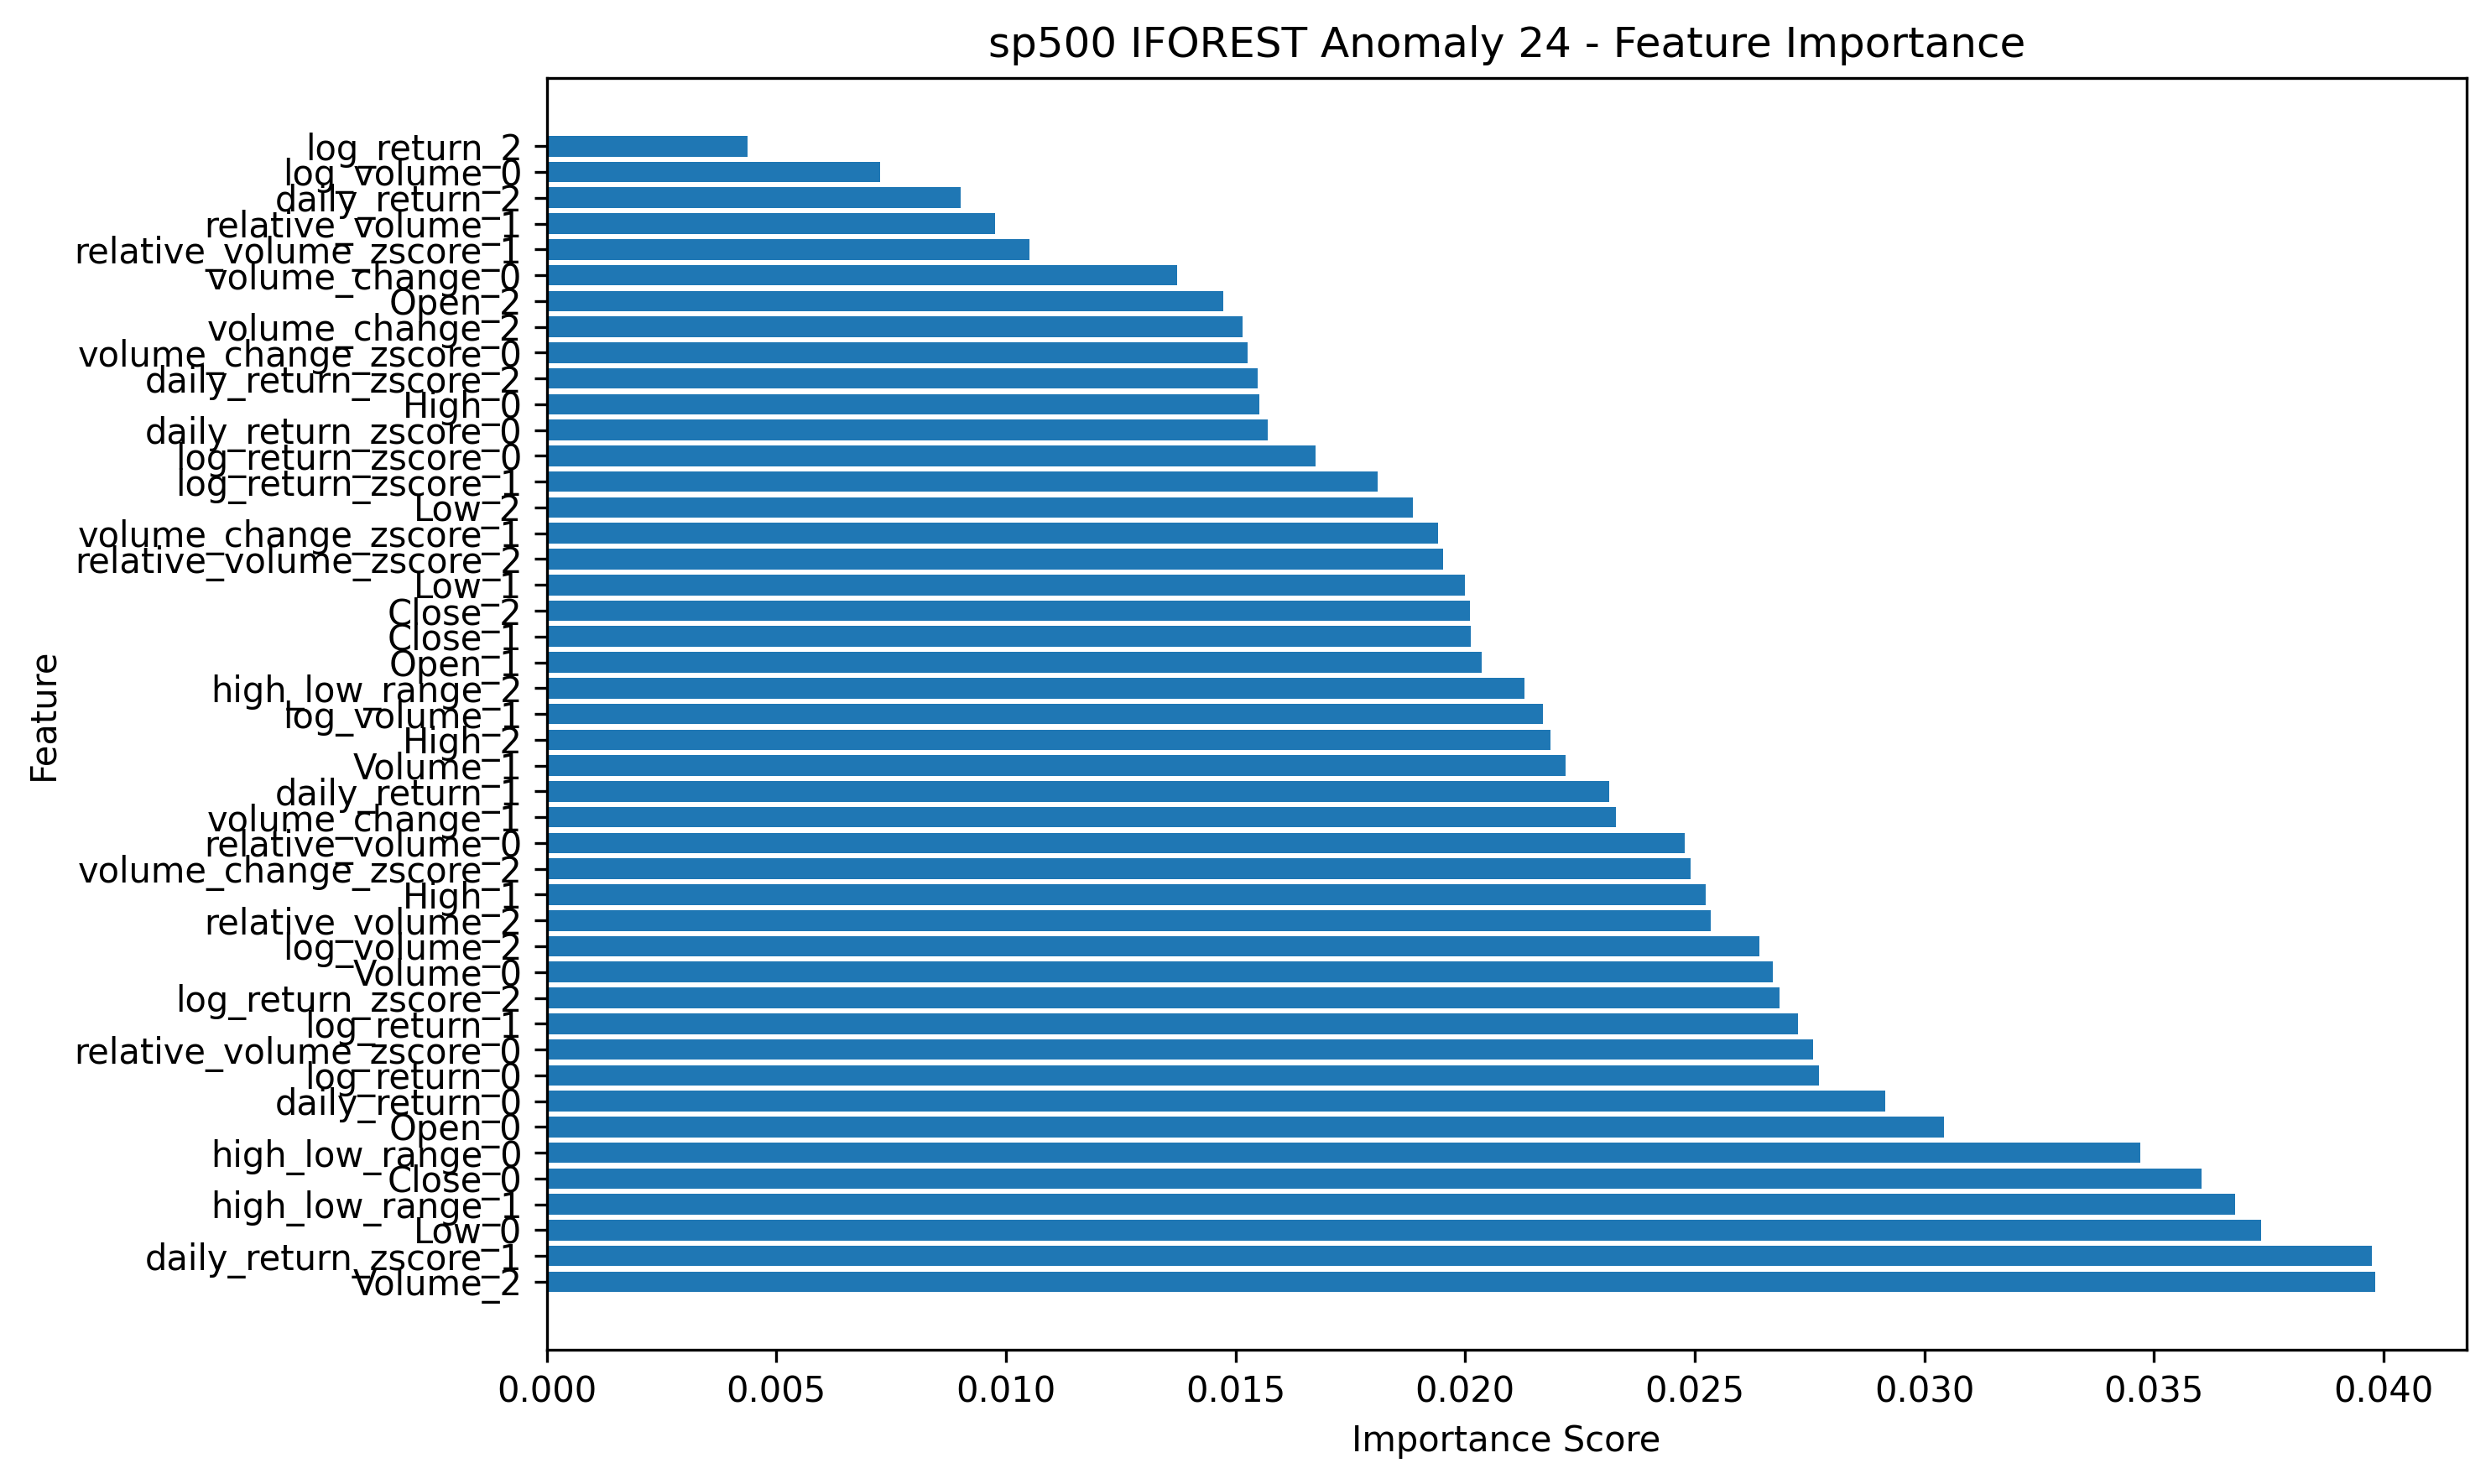 sp500 IFOREST Anomaly 24 - Feature Importance
log_return_2
log_volume_0
daily_return_2
relative_volume_1
relative_volume_zscore_1
volume_change_0
Open_2
volume_change_2
volume_change_zscore_0
daily_return_zscore_2
High_0
daily_return_zscore_0
log_return_zscore_0
log_return_zscore_1
Low_2
volume_change_zscore_1
relative_volume_zscore_2
Low_1
Close_2
Close_1
Open_1
high_low_range_2
log_volume_1
High_2
Volume_1
daily_return_1
volume_change_1
relative_volume_0
volume_change_zscore_2
High_1
relative_volume_2
log_volume_2
Volume_0
log_return_zscore_2
log_return_1
relative_volume_zscore_0
log_return_0
daily_return_0
Open_0
high_low_range_0
Close_0
high_low_range_1
Low_0
daily_return_zscore_1
Volume_2
Feature
0.000 0.005 0.010 0.015 0.020 0.025 0.030 0.035 0.040
Importance Score